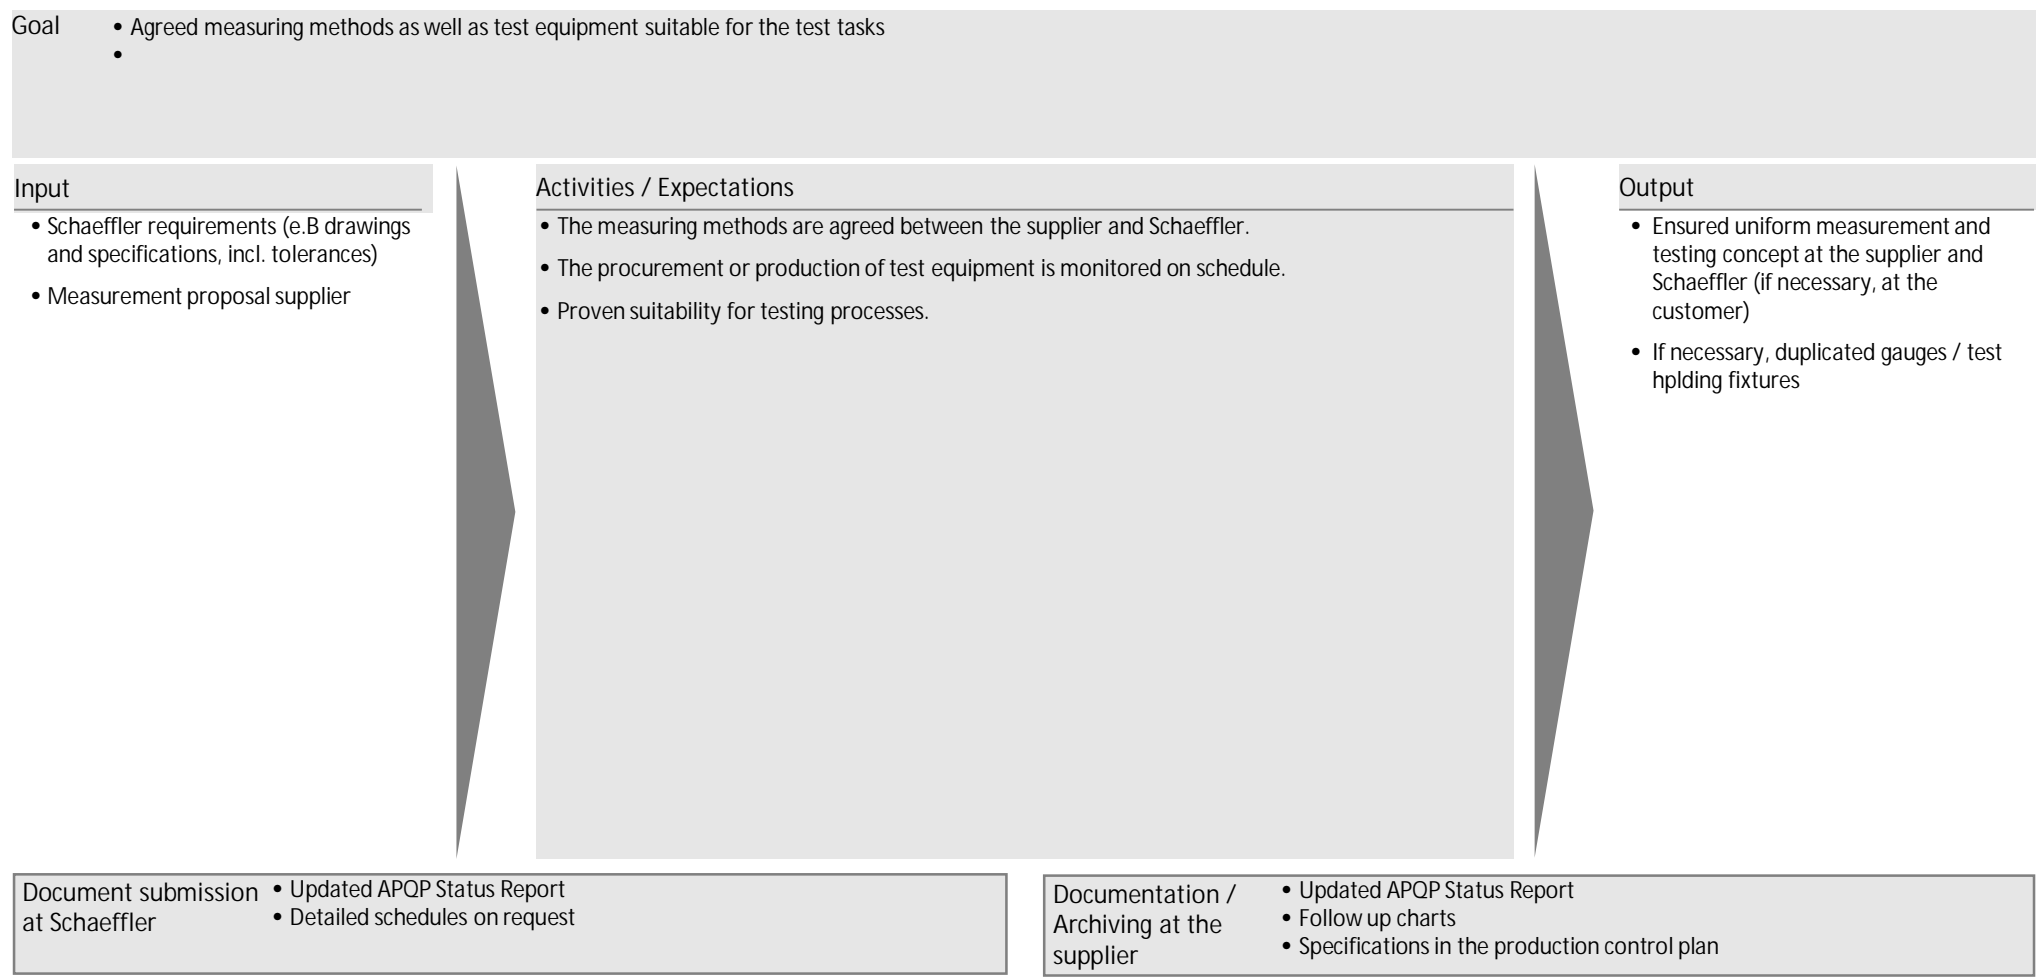 Goal
• Agreed measuring methods as well as test equipment suitable for the test tasks
•
Input
• Schaeffler requirements (e.B drawings
and specifications, incl. tolerances)
• Measurement proposal supplier
Activities / Expectations
• The measuring methods are agreed between the supplier and Schaeffler.
• The procurement or production of test equipment is monitored on schedule.
• Proven suitability for testing processes.
Output
• Ensured uniform measurement and
testing concept at the supplier and
Schaeffler (if necessary, at the
customer)
• If necessary, duplicated gauges / test
hplding fixtures
Document submission
at Schaeffler
• Updated APQP Status Report
• Detailed schedules on request
Documentation /
Archiving at the
supplier
• Updated APQP Status Report
• Follow up charts
• Specifications in the production control plan